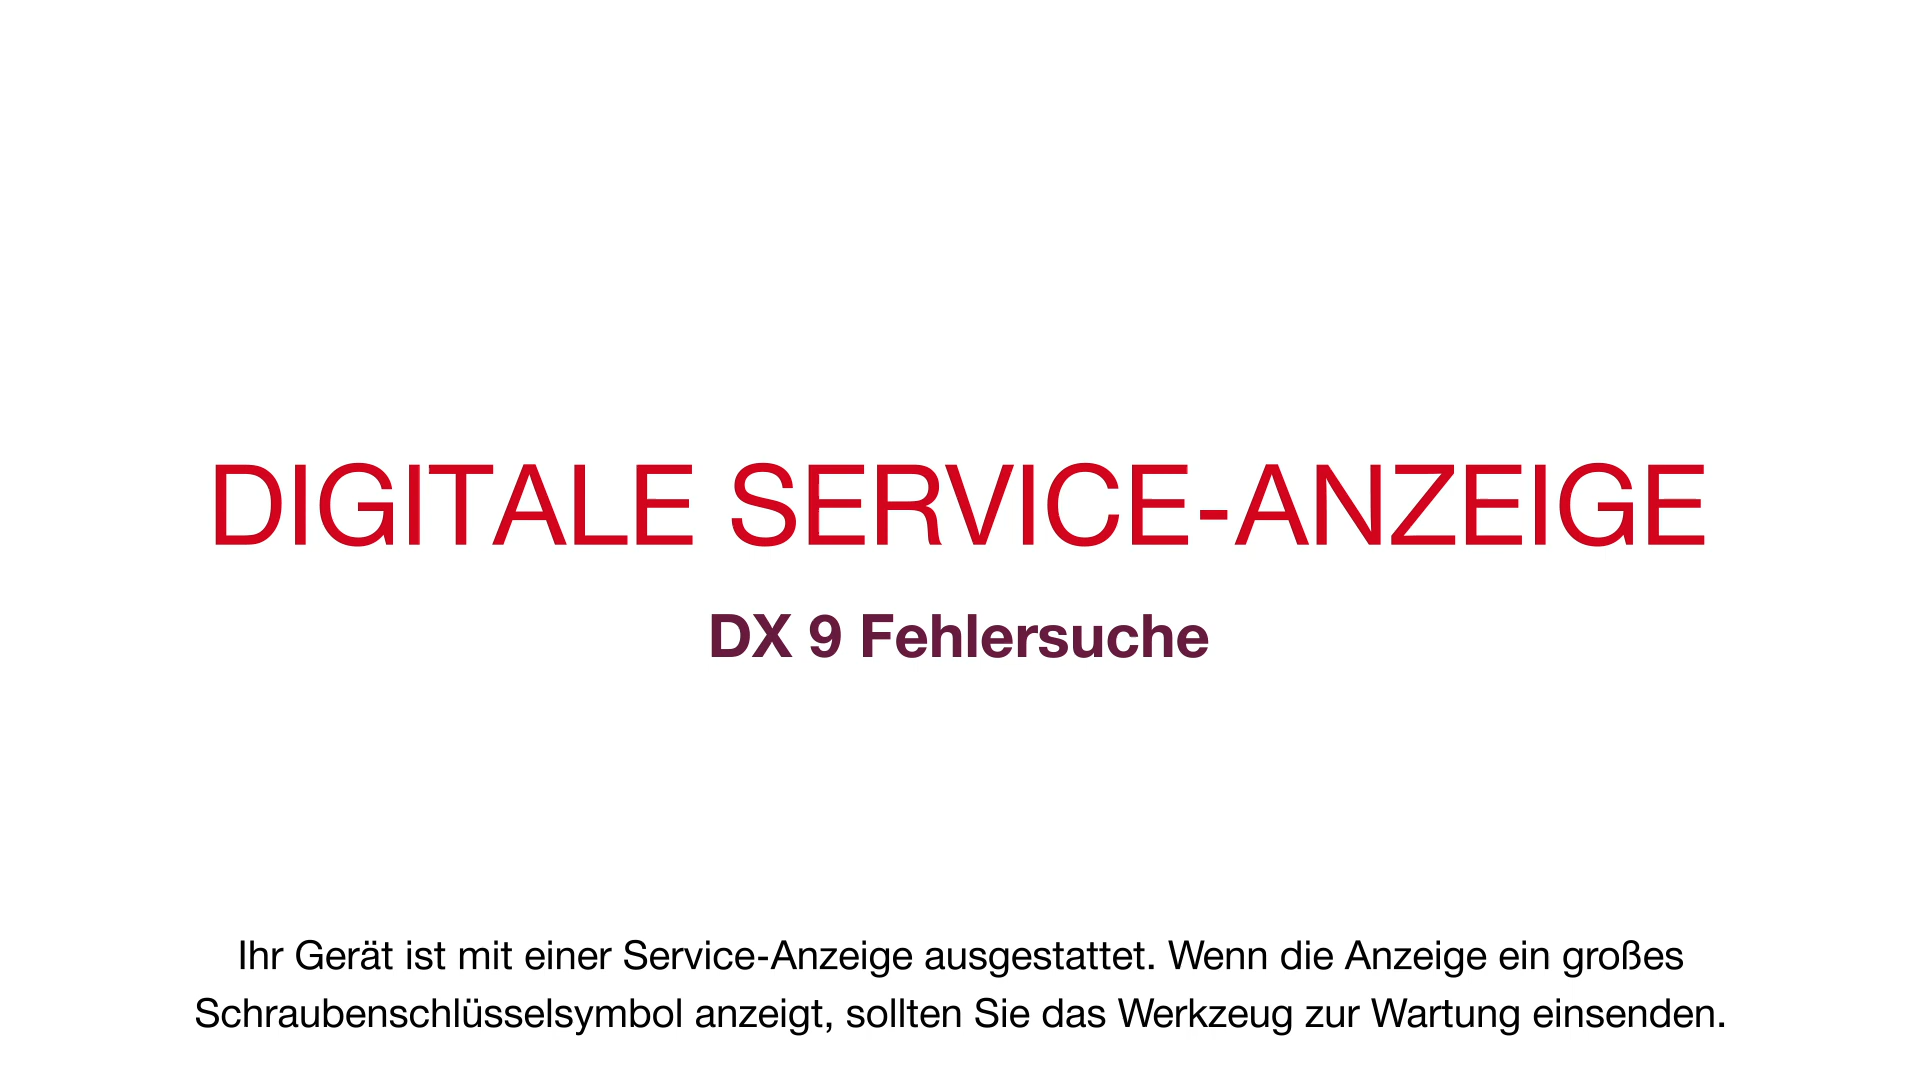 DIGITALE SERVICE-ANZEIGE
DX 9 Fehlersuche
Ihr Gerät ist mit einer Service-Anzeige ausgestattet. Wenn die Anzeige ein großes
Schraubenschlüsselsymbol anzeigt, sollten Sie das Werkzeug zur Wartung einsenden.